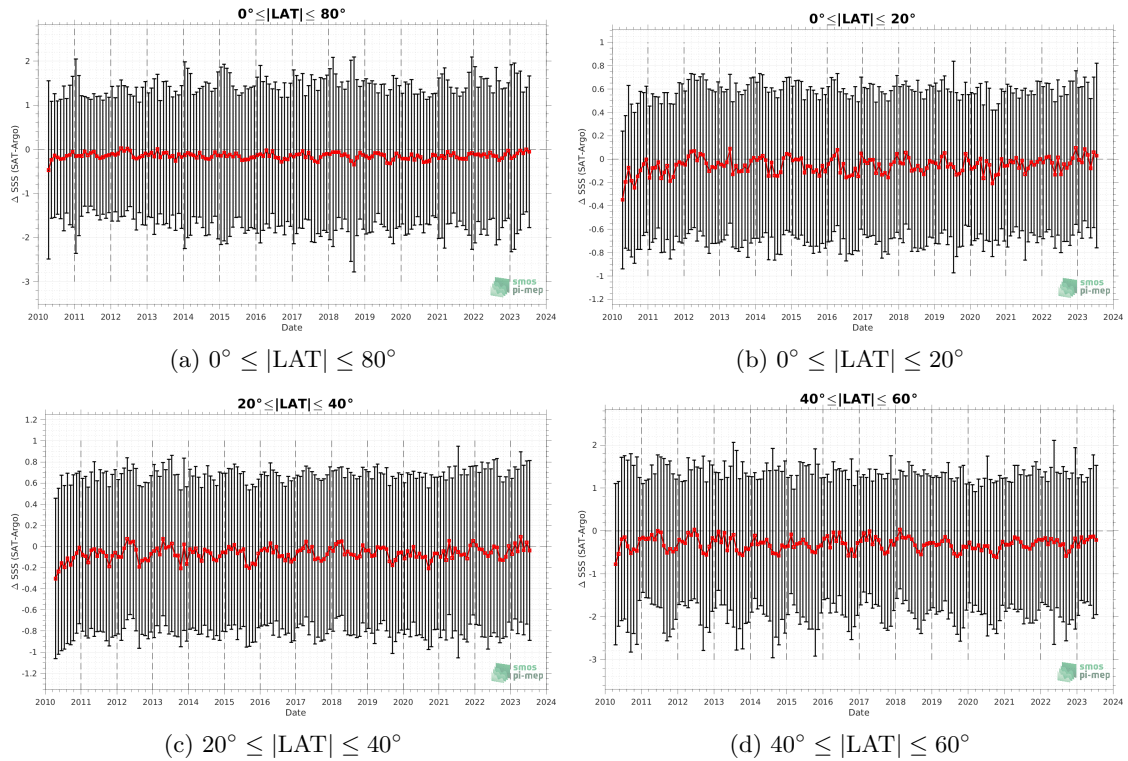 0°≤|LAT|≤ 80°
Δ SSS (SAT-Argo)
2
1
0
-1
-2
-3
2010 2011 2012 2013 2014 2015 2016 2017 2018 2019 2020 2021 2022 2023 2024
Date
smos
pi-mep
(a) 0° ≤ |LAT| ≤ 80°
0°≤|LAT|≤ 20°
Δ SSS (SAT-Argo)
1
0.8
0.6
0.4
0.2
0
-0.2
-0.4
-0.6
-0.8
-1
-1.2
2010 2011 2012 2013 2014 2015 2016 2017 2018 2019 2020 2021 2022 2023 2024
Date
smos
pi-mep
(b) 0° ≤ |LAT| ≤ 20°
20°≤|LAT|≤ 40°
Δ SSS (SAT-Argo)
1.2
1
0.8
0.6
0.4
0.2
0
-0.2
-0.4
-0.6
-0.8
-1
-1.2
2010 2011 2012 2013 2014 2015 2016 2017 2018 2019 2020 2021 2022 2023 2024
Date
smos
pi-mep
(c) 20° ≤ |LAT| ≤ 40°
40°≤|LAT|≤ 60°
Δ SSS (SAT-Argo)
2
1
0
-1
-2
-3
2010 2011 2012 2013 2014 2015 2016 2017 2018 2019 2020 2021 2022 2023 2024
Date
smos
pi-mep
(d) 40° ≤ |LAT| ≤ 60°